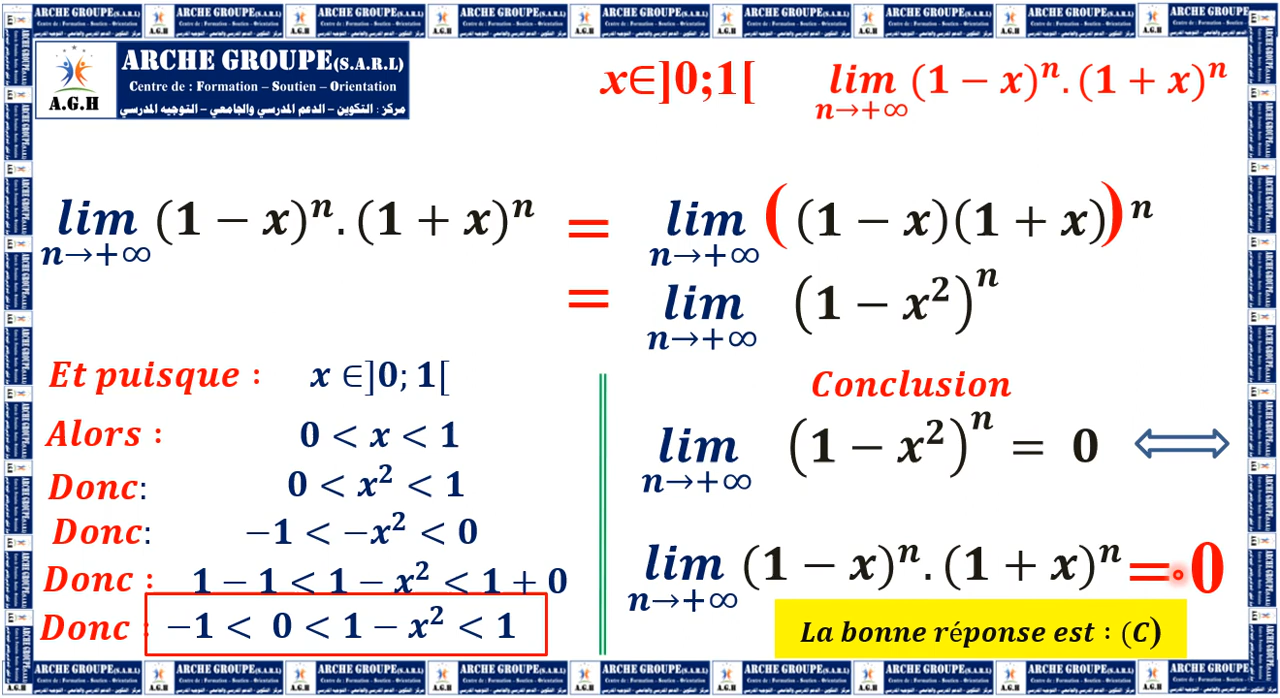 ARCHE GROUPE(S.A.R.L)
Centre de : Formation – Soutien – Orientation
مركز : التكوين – الدعم المدرسي والجامعي – التوجيه المدرسي
A.G.H
x∈]0;1[ lim n→+∞ (1 − x)ⁿ.(1 + x)ⁿ
lim n→+∞ (1 − x)ⁿ.(1 + x)ⁿ = lim n→+∞ ((1 − x)(1 + x))ⁿ
= lim n→+∞ (1 − x²)ⁿ
Et puisque : x ∈]0; 1[
Alors : 0 < x < 1
Donc: 0 < x² < 1
Donc: −1 < −x² < 0
Donc : 1 − 1 < 1 − x² < 1 + 0
Donc : −1 < 0 < 1 − x² < 1
Conclusion
lim n→+∞ (1 − x²)ⁿ = 0 ⟺
lim n→+∞ (1 − x)ⁿ.(1 + x)ⁿ = 0
La bonne réponse est : (C)